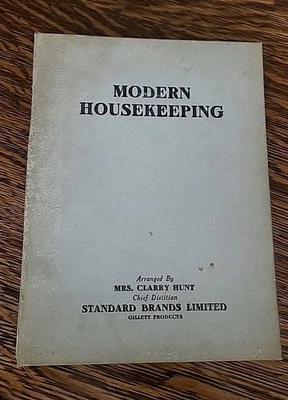 MODERN
HOUSEKEEPING
Arranged By
MRS. CLARRY HUNT
Chief Dietitian
STANDARD BRANDS LIMITED
GILLETT PRODUCTS